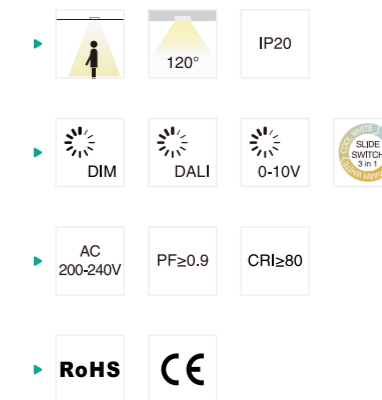 120°
IP20
DIM
DALI
0-10V
COOL WHITE
SLIDE
SWITCH
3 in 1
WARM WHITE
AC
200-240V
PF≥0.9
CRI≥80
RoHS
CE